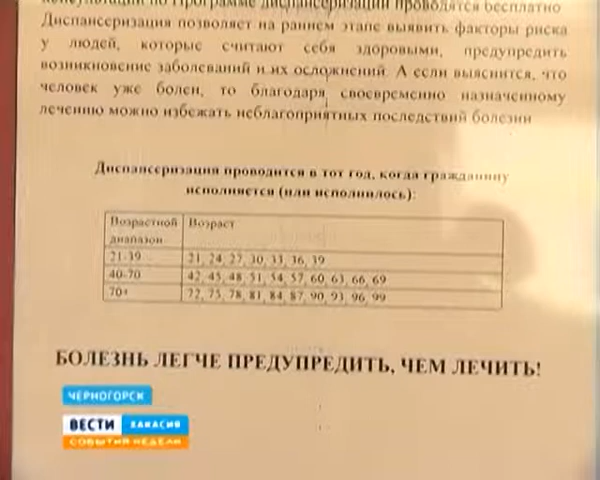 консультации по Программе диспансеризации проводятся бесплатно
Диспансеризация позволяет на раннем этапе выявить факторы риска
у людей, которые считают себя здоровыми, предупредить
возникновение заболеваний и их осложнений. А если выяснится, что
человек уже болен, то благодаря своевременно назначенному
лечению можно избежать неблагоприятных последствий болезни
Диспансеризация проводится в тот год, когда гражданину
исполняется (или исполнилось):
Возрастной Возраст
диапазон
21-39 21, 24, 27, 30, 33, 36, 39
40-70 42, 45, 48, 51, 54, 57, 60, 63, 66, 69
70+ 72, 75, 78, 81, 84, 87, 90, 93, 96, 99
БОЛЕЗНЬ ЛЕГЧЕ ПРЕДУПРЕДИТЬ, ЧЕМ ЛЕЧИТЬ!
ЧЕРНОГОРСК
ВЕСТИ ХАКАСИЯ
СОБЫТИЯ НЕДЕЛИ